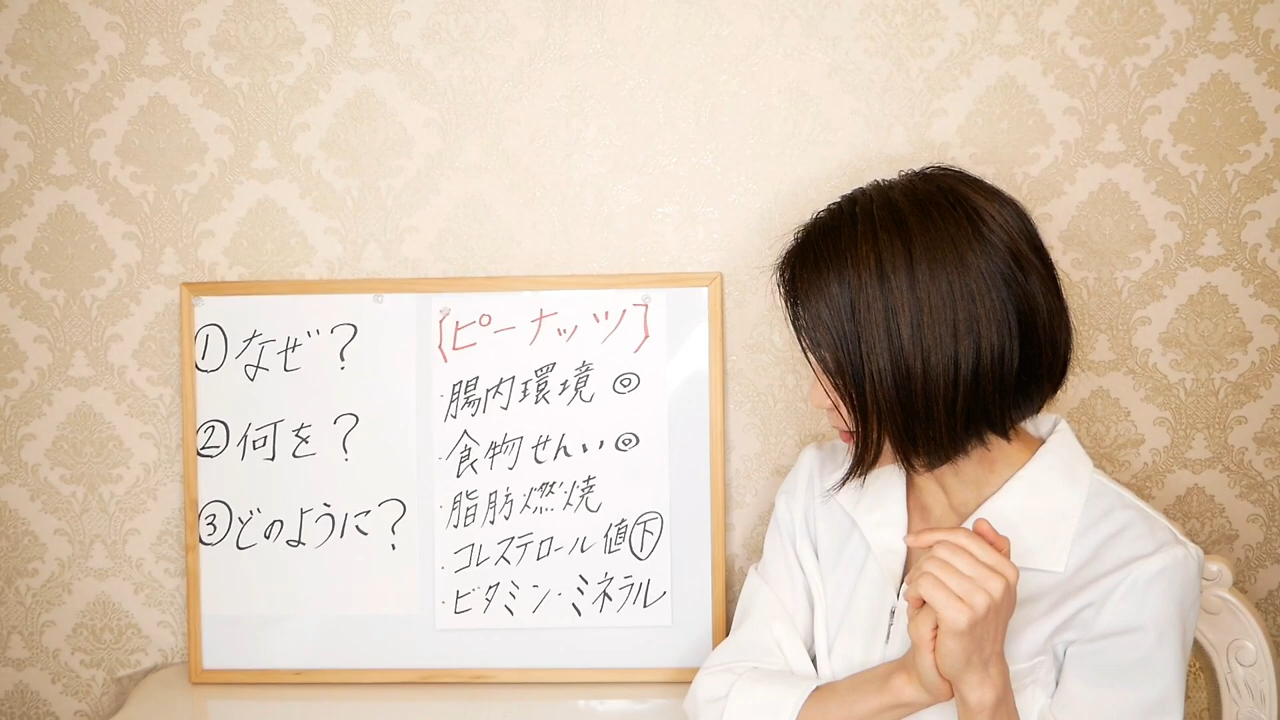 ①なぜ？
②何を？
③どのように？
［ピーナッツ］
・腸内環境 ◎
・食物せんい ◎
・脂肪燃焼
・コレステロール値㊦
・ビタミン・ミネラル